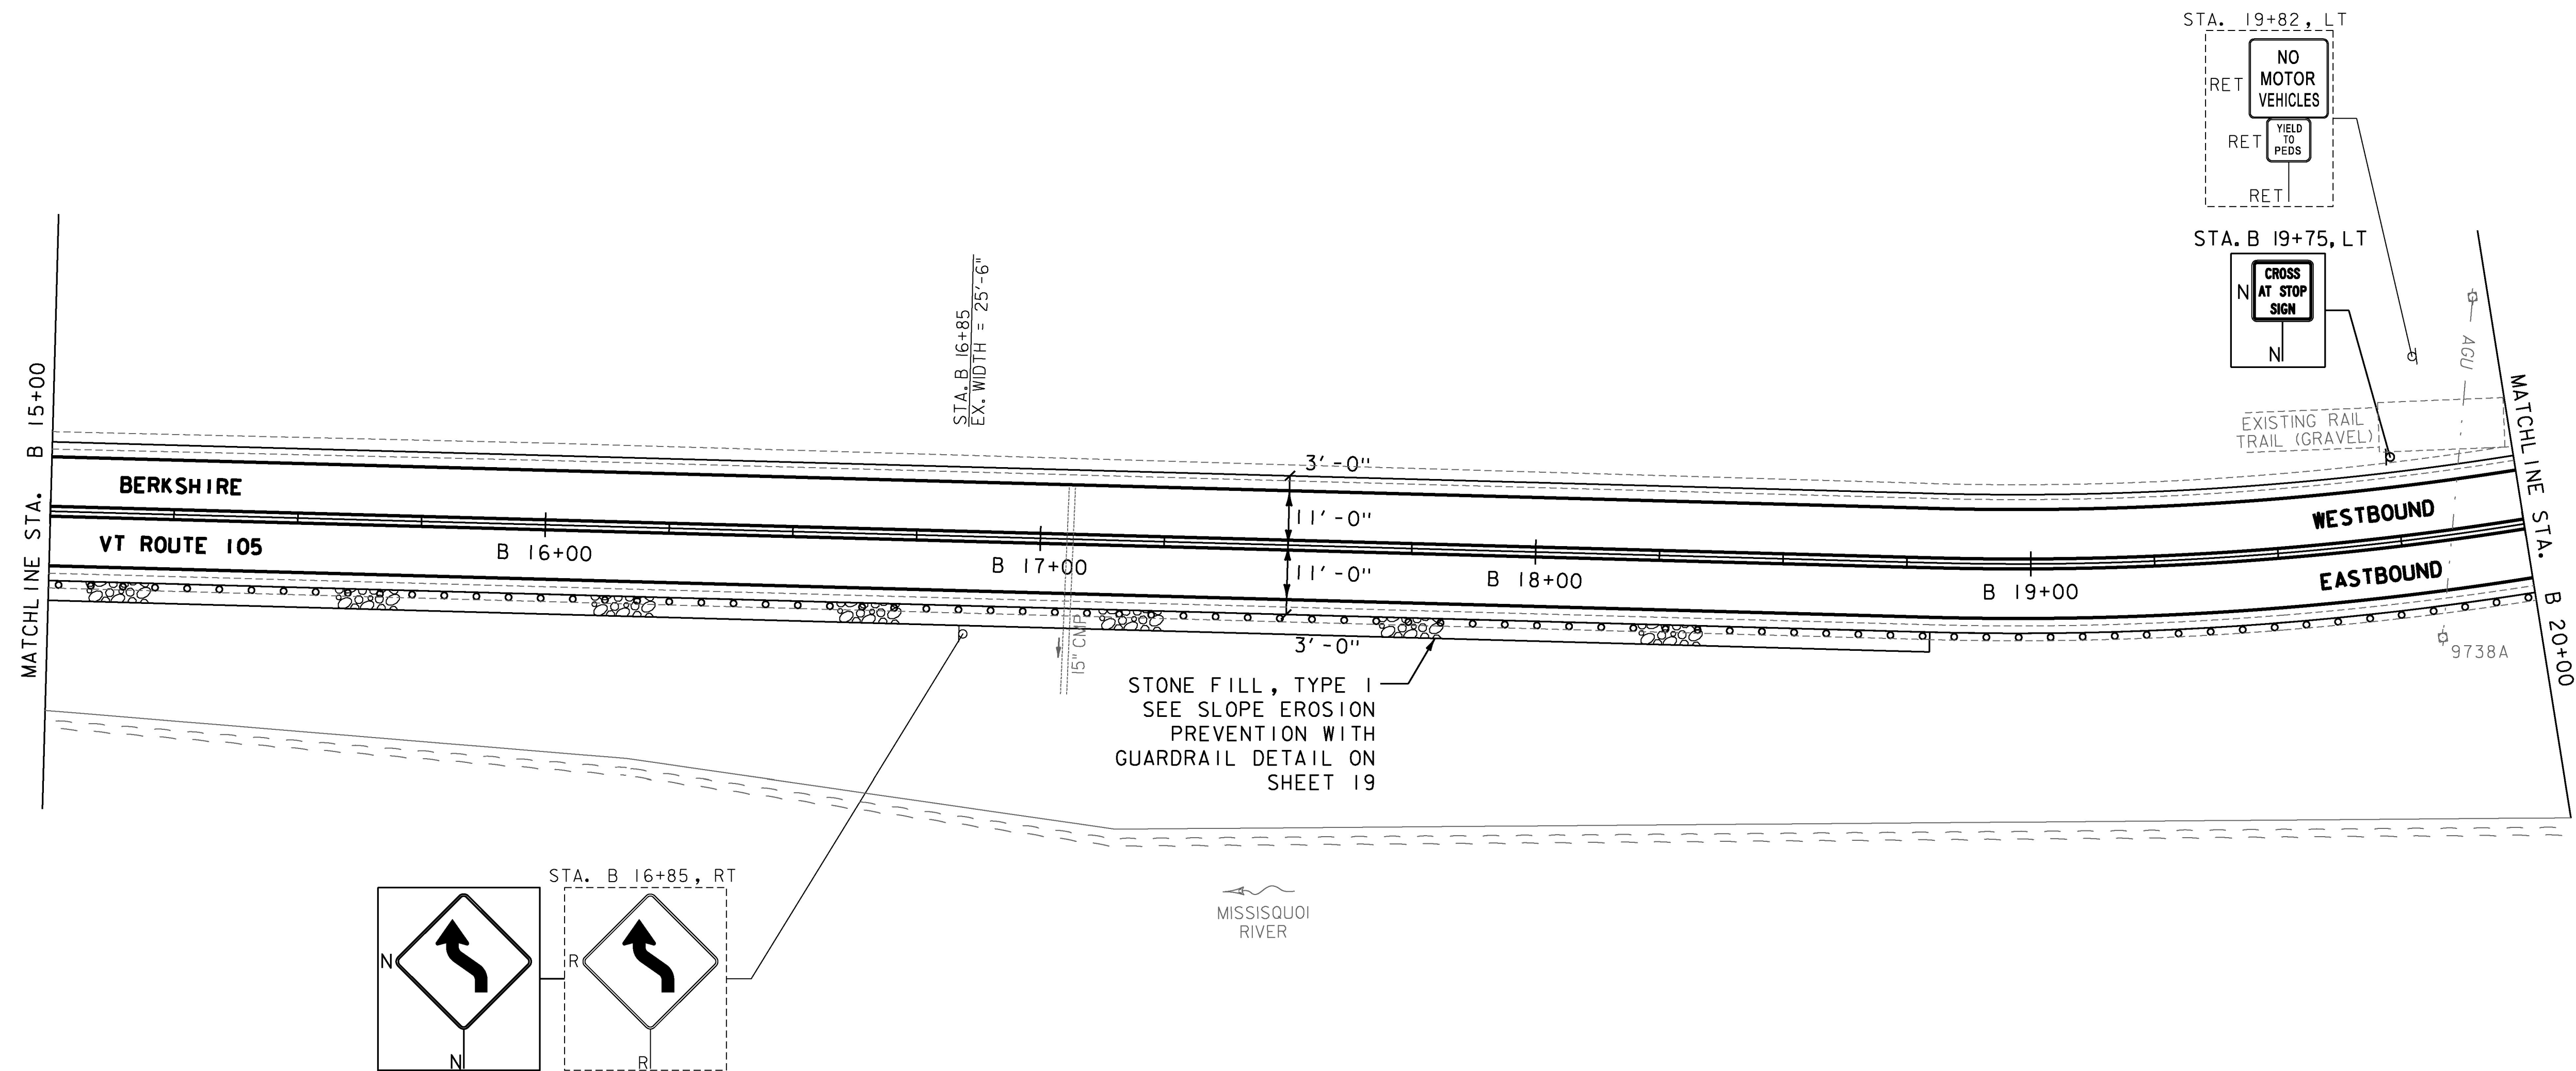 STA. 19+82, LT
NO
MOTOR
VEHICLES
RET
YIELD
TO
PEDS
RET
RET
STA. B 19+75, LT
CROSS
AT STOP
SIGN
N
N
AGU
EXISTING RAIL
TRAIL (GRAVEL)
MATCHLINE STA. B 15+00
STA. B 16+85
EX. WIDTH = 25'-6"
3'-0"
11'-0"
11'-0"
3'-0"
BERKSHIRE
VT ROUTE 105
B 16+00
B 17+00
B 18+00
B 19+00
WESTBOUND
EASTBOUND
MATCHLINE STA. B 20+00
15" CMP
9738A
STONE FILL, TYPE I
SEE SLOPE EROSION
PREVENTION WITH
GUARDRAIL DETAIL ON
SHEET 19
STA. B 16+85, RT
N
N
R
R
MISSISQUOI
RIVER